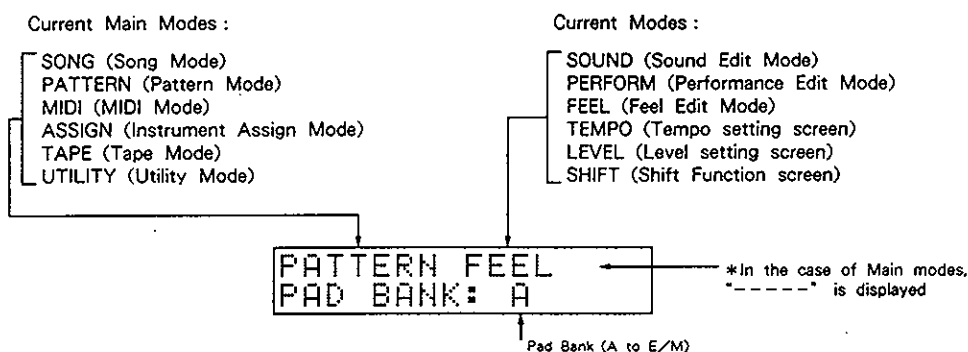 Current Main Modes :
SONG (Song Mode)
PATTERN (Pattern Mode)
MIDI (MIDI Mode)
ASSIGN (Instrument Assign Mode)
TAPE (Tape Mode)
UTILITY (Utility Mode)
Current Modes :
SOUND (Sound Edit Mode)
PERFORM (Performance Edit Mode)
FEEL (Feel Edit Mode)
TEMPO (Tempo setting screen)
LEVEL (Level setting screen)
SHIFT (Shift Function screen)
PATTERN FEEL
PAD BANK: A
*In the case of Main modes,
"-----" is displayed
Pad Bank (A to E/M)